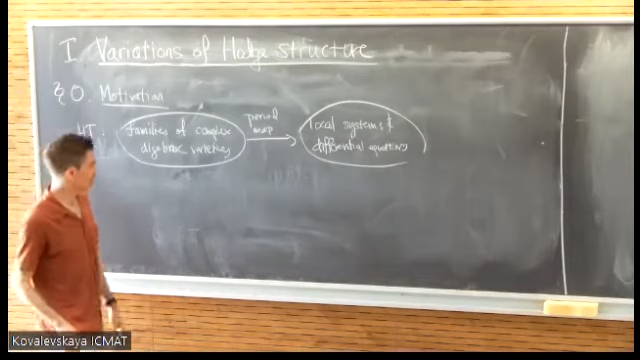 I Variations of Hodge structure
§ 0. Motivation
HT:
families of complex
algebraic varieties
period
map
local systems &
differential equations
Kovalevskaya ICMAT